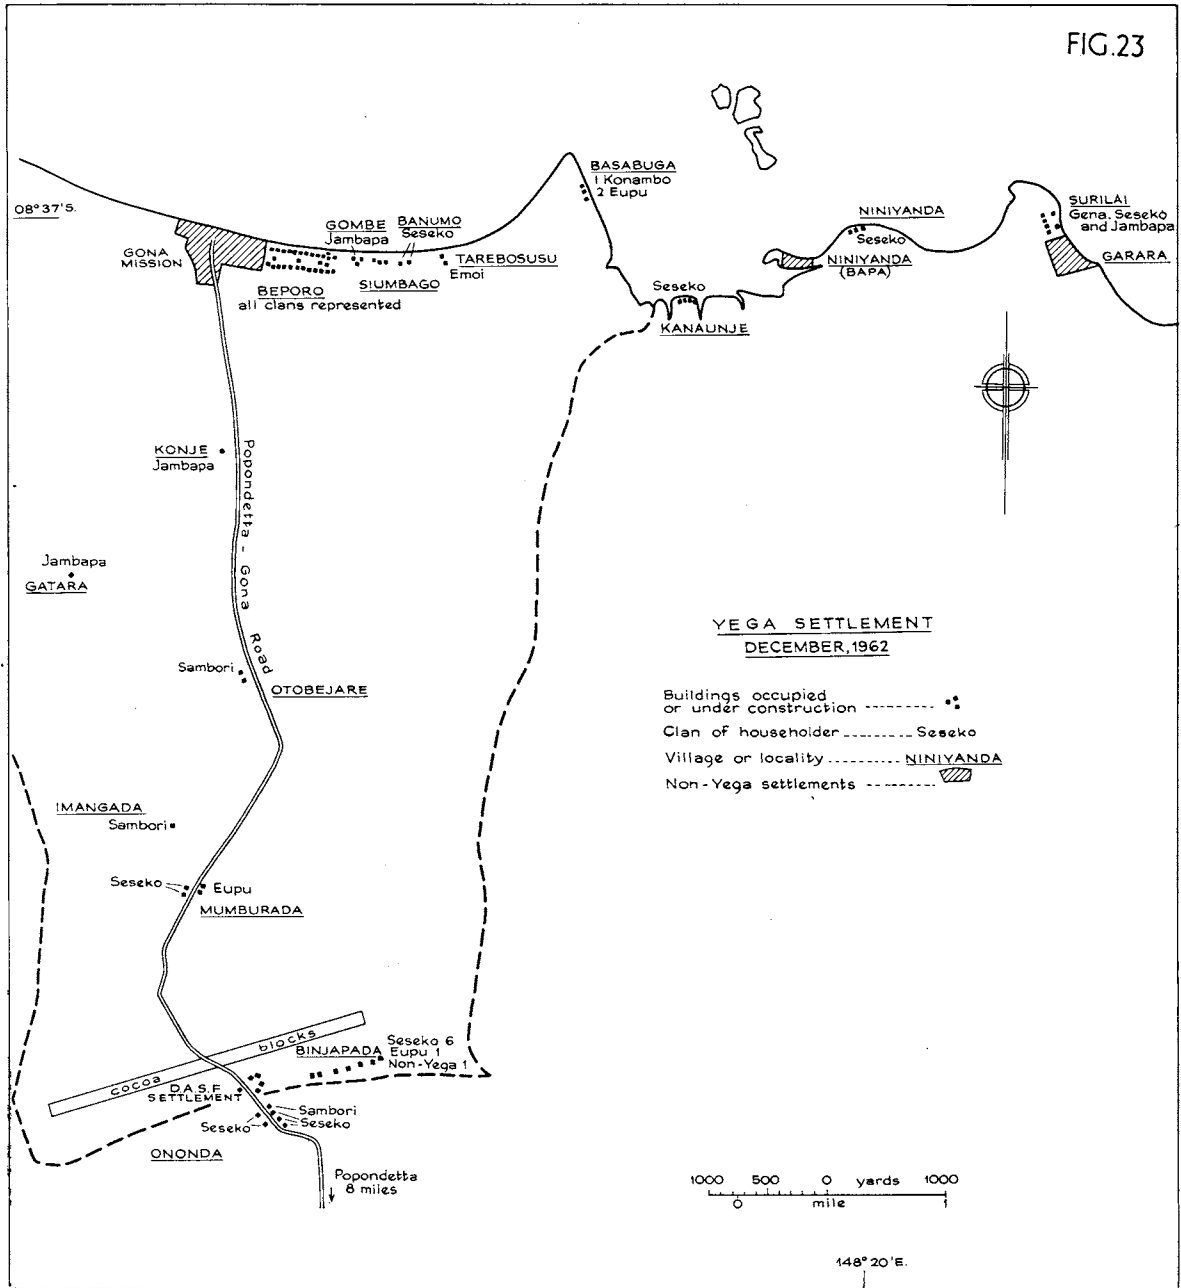 FIG.23
BASABUGA
1 Konambo
2 Eupu
08°37'S.
GONA
MISSION
GOMBE
Jambapa
BANUMO
Seseko
TAREBOSUSU
Emoi
SIUMBAGO
BEPORO
all clans represented
NINIYANDA
Seseko
NINIYANDA
(BAPA)
SURILAI
Gena, Seseko
and Jambapa
GARARA
Seseko
KANAUNJE
KONJE
Jambapa
Popondetta - Gona Road
Jambapa
GATARA
Sambori
OTOBEJARE
YEGA SETTLEMENT
DECEMBER, 1962
Buildings occupied
or under construction
Clan of householder Seseko
Village or locality NINIYANDA
Non-Yega settlements
IMANGADA
Sambori
Seseko
Eupu
MUMBURADA
cocoa blocks
BINJAPADA
Seseko 6
Eupu 1
Non-Yega 1
D.A.S.F
SETTLEMENT
Sambori
Seseko
Seseko
ONONDA
Popondetta
8 miles
1000 500 0 yards 1000
0 mile 1
148°20'E.